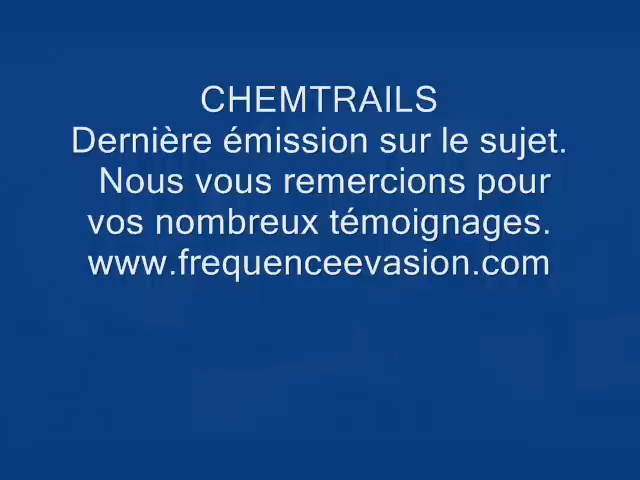 CHEMTRAILS
Dernière émission sur le sujet.
Nous vous remercions pour
vos nombreux témoignages.
www.frequenceevasion.com